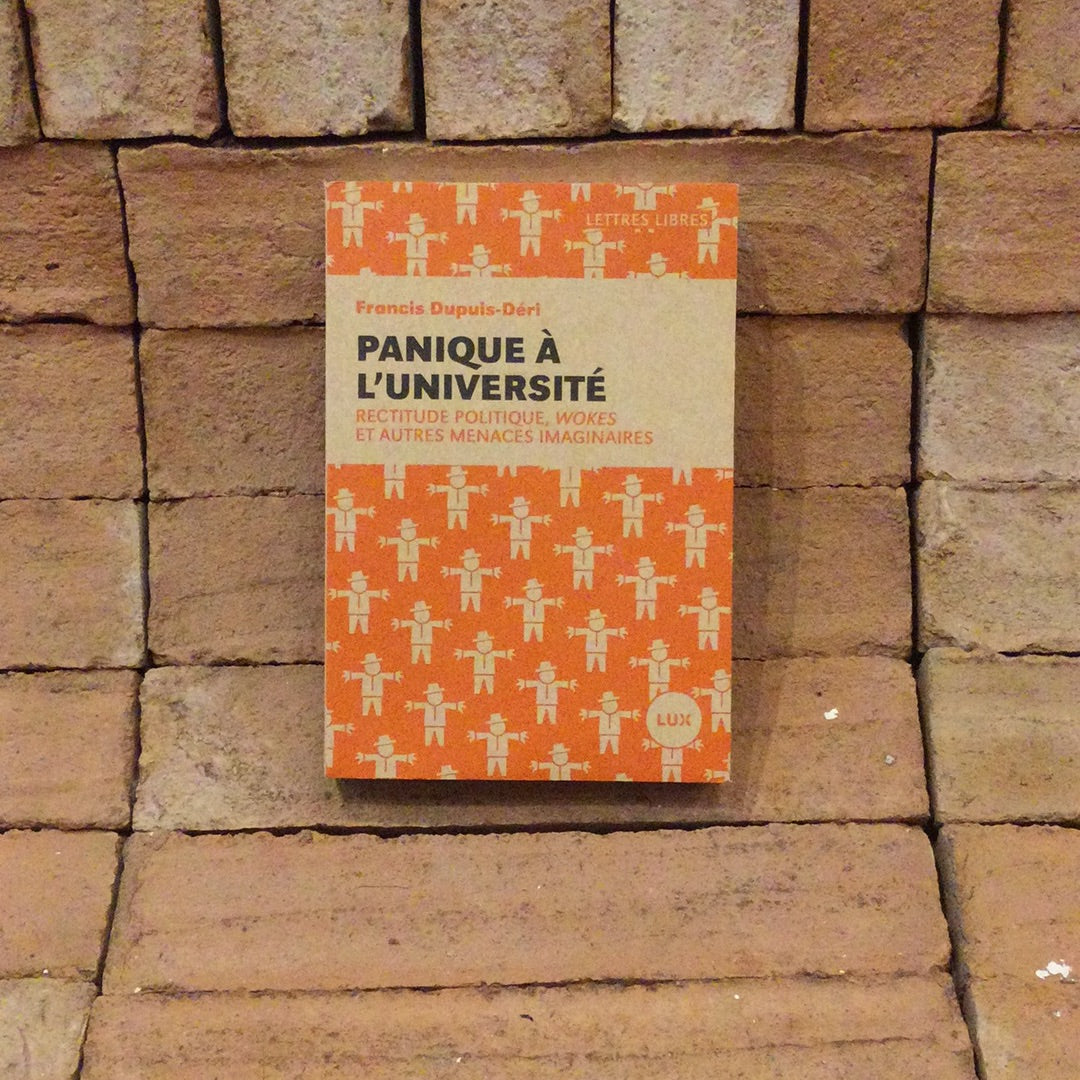 LETTRES LIBRES
Francis Dupuis-Déri
PANIQUE À
L'UNIVERSITÉ
RECTITUDE POLITIQUE, WOKES
ET AUTRES MENACES IMAGINAIRES
LUX